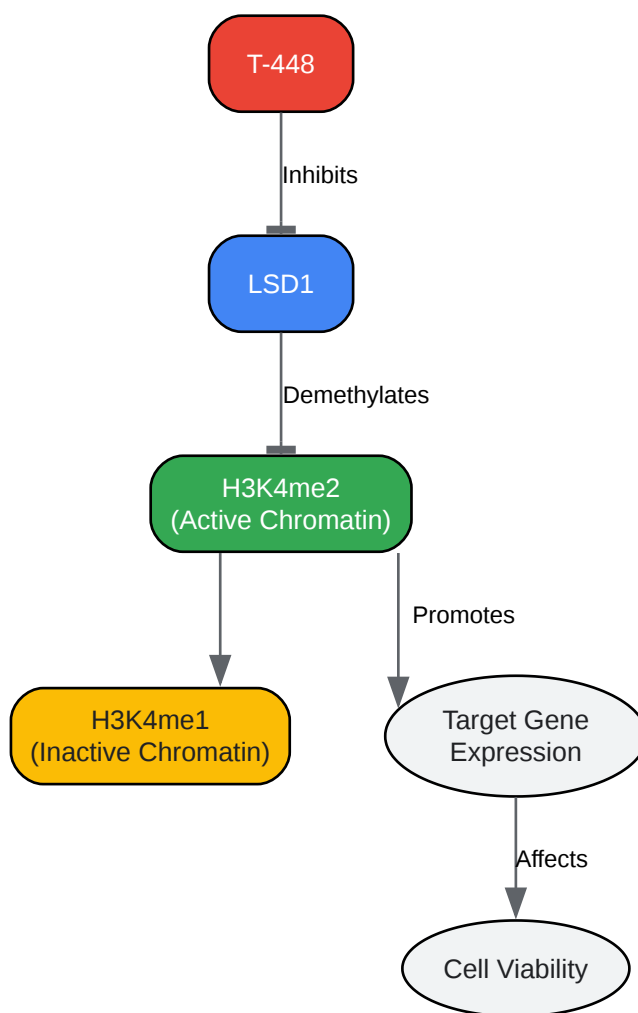 T-448
Inhibits
LSD1
Demethylates
H3K4me2
(Active Chromatin)
Promotes
H3K4me1
(Inactive Chromatin)
Target Gene
Expression
Affects
Cell Viability